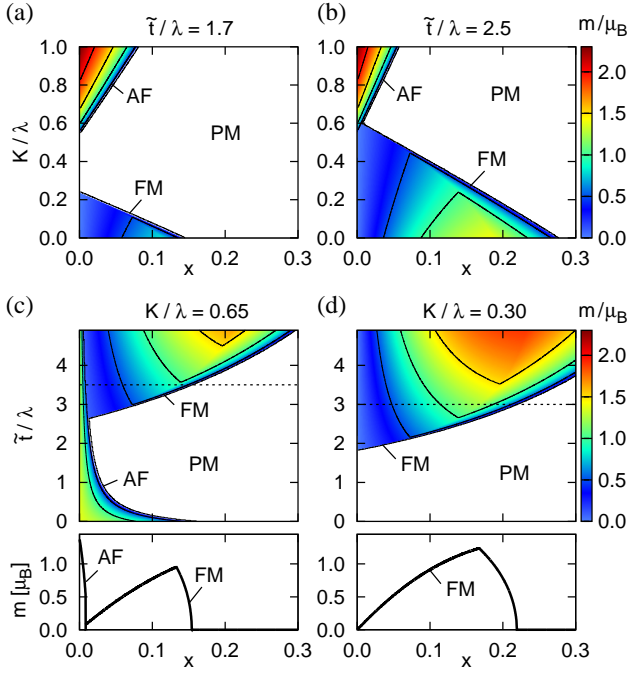 (a) t̃ / λ = 1.7 (b) t̃ / λ = 2.5 m/μB
K / λ
1.0
0.8
0.6
0.4
0.2
0.0
AF
PM
FM
0.0 0.1 0.2 0.3
x
AF
PM
FM
0.0 0.1 0.2 0.3
x
2.0
1.5
1.0
0.5
0.0
(c) K / λ = 0.65 (d) K / λ = 0.30 m/μB
t̃ / λ
4
3
2
1
0
FM
PM
AF
FM
PM
2.0
1.5
1.0
0.5
0.0
m [μB]
1.0
0.5
0.0
AF
FM
0.0 0.1 0.2 0.3
x
FM
0.0 0.1 0.2 0.3
x